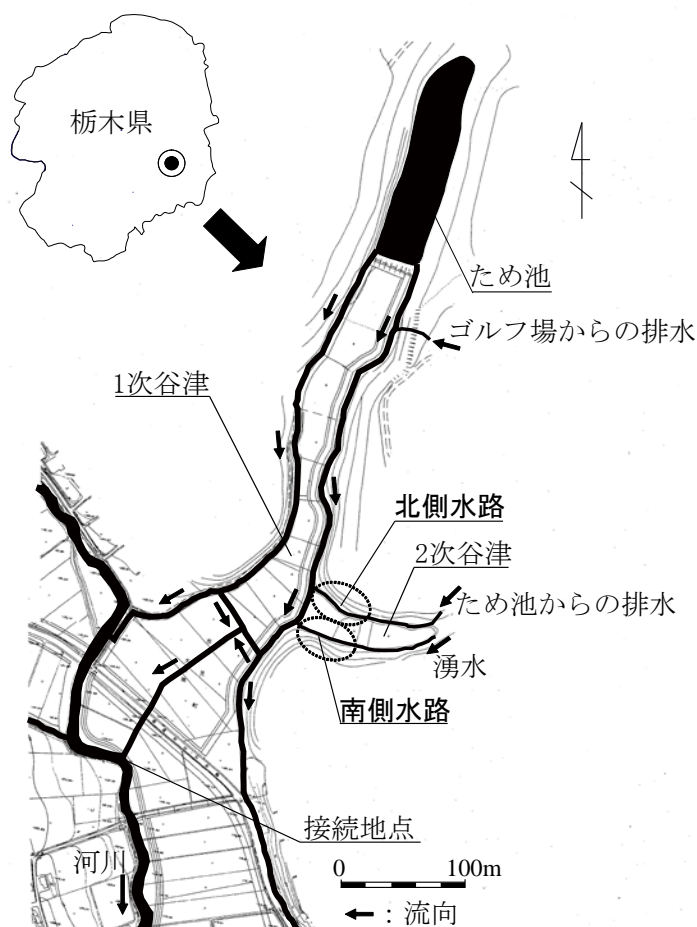 栃木県
ため池
ゴルフ場からの排水
1次谷津
北側水路
2次谷津
ため池からの排水
湧水
南側水路
接続地点
河川
0 100m
：流向